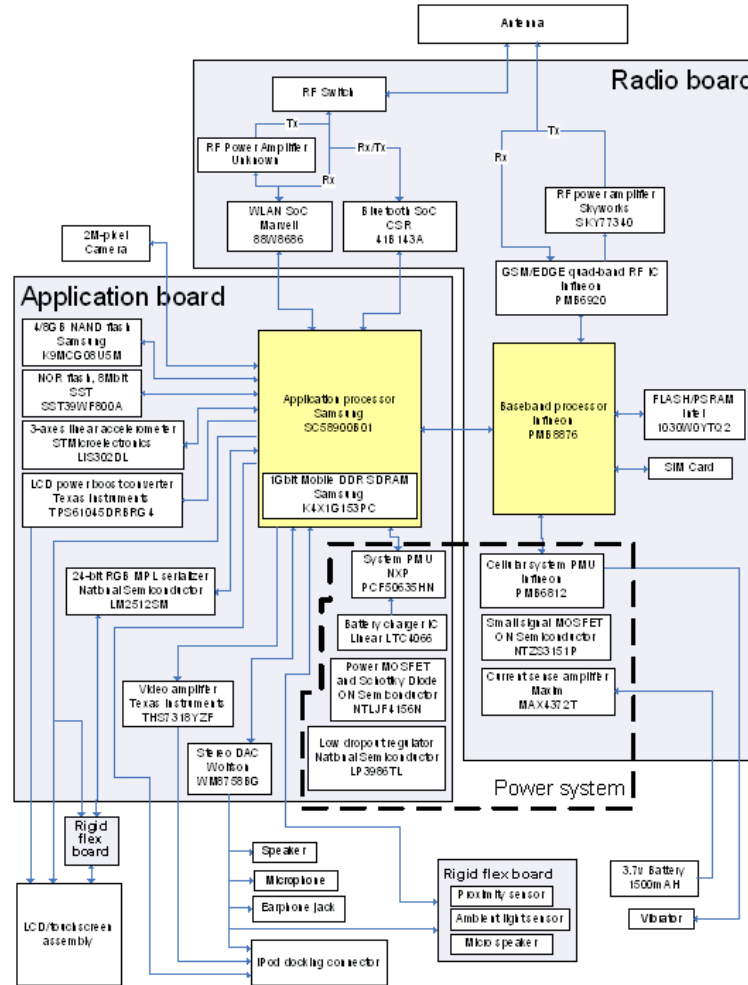 Antenna
Radio board
RF Switch
Tx
Tx
RF Power Amplifier
Unknown
Rx/Tx
Rx
Rx
RF power amplifier
Skyworks
SKY77340
WLAN SoC
Marvell
88W8686
Bluetooth SoC
CSR
41B143A
2M-pixel
Camera
GSM/EDGE quad-band RF IC
Infineon
PMB6920
Application board
4/8GB NAND flash
Samsung
K9MCG08U5M
NOR flash, 8Mbit
SST
SST39WF800A
3-axes linear accelerometer
STMicroelectronics
LIS302DL
LCD power boost converter
Texas Instruments
TPS61045DRBRG4
Application processor
Samsung
SC58900B01
1Gbit Mobile DDR SDRAM
Samsung
K4X1G153PC
Baseband processor
Infineon
PMB8876
FLASH/PSRAM
Intel
1030W0YTQ2
SIM Card
24-bit RGB MPL serializer
National Semiconductor
LM2512SM
System PMU
NXP
PCF50635HN
Cellular system PMU
Infineon
PMB6812
Battery charger IC
Linear LTC4066
Small signal MOSFET
ON Semiconductor
NTZS3151P
Power MOSFET
and Schottky Diode
ON Semiconductor
NTLJF4156N
Current sense amplifier
Maxim
MAX4372T
Video amplifier
Texas Instruments
THS7318YZF
Stereo DAC
Wolfson
WM8758BG
Low dropout regulator
National Semiconductor
LP3986TL
Power system
Rigid
flex
board
Speaker
Microphone
Earphone jack
Rigid flex board
Proximity sensor
Ambient light sensor
Micro speaker
3.7v Battery
1500mAH
Vibrator
LCD/touchscreen
assembly
iPod docking connector